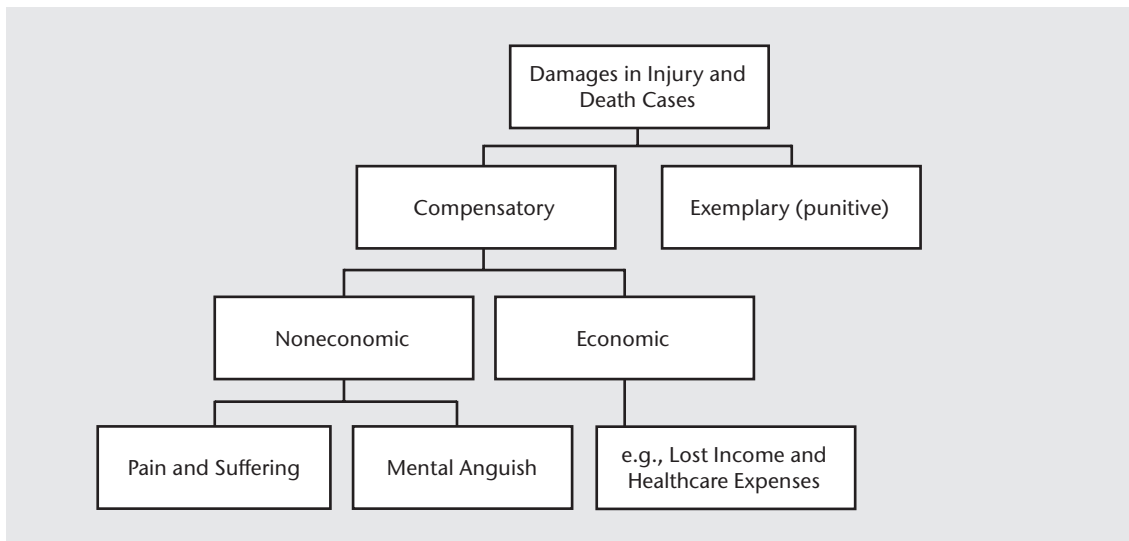 Damages in Injury and
Death Cases
Compensatory
Exemplary (punitive)
Noneconomic
Economic
Pain and Suffering
Mental Anguish
e.g., Lost Income and
Healthcare Expenses